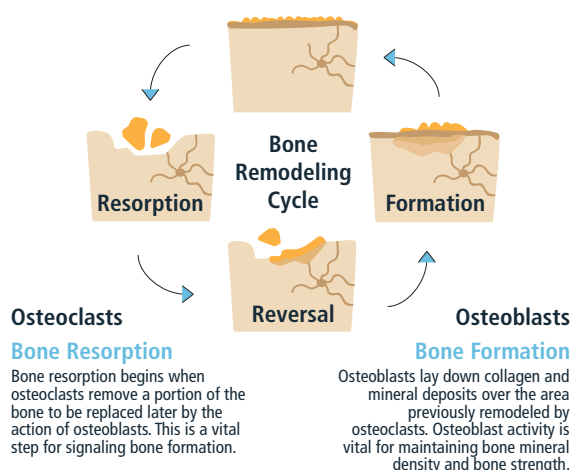 Bone
Remodeling
Cycle
Resorption
Formation
Reversal
Osteoclasts
Bone Resorption
Bone resorption begins when
osteoclasts remove a portion of the
bone to be replaced later by the
action of osteoblasts. This is a vital
step for signaling bone formation.
Osteoblasts
Bone Formation
Osteoblasts lay down collagen and
mineral deposits over the area
previously remodeled by
osteoclasts. Osteoblast activity is
vital for maintaining bone mineral
density and bone strength.